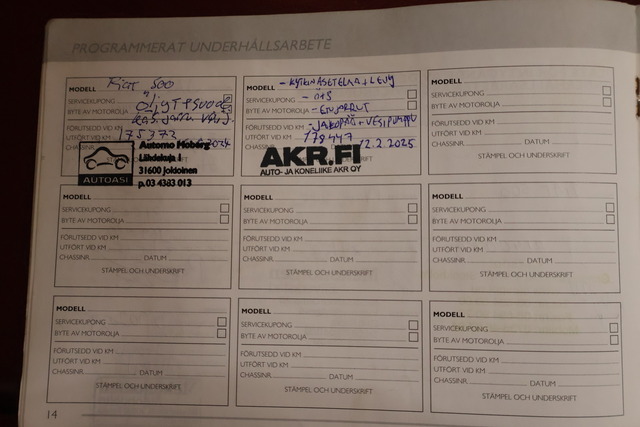 PROGRAMMERAT UNDERHÅLLSARBETE
MODELL Fiat 500
SERVICEKUPONG
BYTE AV MOTOROLJA
FÖRUTSEDD VID KM
UTFÖRT VID KM 175372
CHASSINR.
Automo Moberg
Lähdekuja 1
31600 Jokioinen
p.03 4383 013
AUTOASI
MODELL -KYTKINASETELMA+LEVY
SERVICEKUPONG
BYTE AV MOTOROLJA
FÖRUTSEDD VID KM -JAKOPÄÄ+VESIPUMPPU
UTFÖRT VID KM 178447
CHASSINR. 12.2.2025
AKR.FI
AUTO- JA KONELIIKE AKR OY
MODELL
SERVICEKUPONG
BYTE AV MOTOROLJA
FÖRUTSEDD VID KM
UTFÖRT VID KM
CHASSINR. DATUM
STÄMPEL OCH UNDERSKRIFT
MODELL
SERVICEKUPONG
BYTE AV MOTOROLJA
FÖRUTSEDD VID KM
UTFÖRT VID KM
CHASSINR. DATUM
STÄMPEL OCH UNDERSKRIFT
MODELL
SERVICEKUPONG
BYTE AV MOTOROLJA
FÖRUTSEDD VID KM
UTFÖRT VID KM
CHASSINR. DATUM
STÄMPEL OCH UNDERSKRIFT
MODELL
SERVICEKUPONG
BYTE AV MOTOROLJA
FÖRUTSEDD VID KM
UTFÖRT VID KM
CHASSINR. DATUM
STÄMPEL OCH UNDERSKRIFT
MODELL
SERVICEKUPONG
BYTE AV MOTOROLJA
FÖRUTSEDD VID KM
UTFÖRT VID KM
CHASSINR. DATUM
STÄMPEL OCH UNDERSKRIFT
MODELL
SERVICEKUPONG
BYTE AV MOTOROLJA
FÖRUTSEDD VID KM
UTFÖRT VID KM
CHASSINR. DATUM
STÄMPEL OCH UNDERSKRIFT
MODELL
SERVICEKUPONG
BYTE AV MOTOROLJA
FÖRUTSEDD VID KM
UTFÖRT VID KM
CHASSINR. DATUM
STÄMPEL OCH UNDERSKRIFT
14